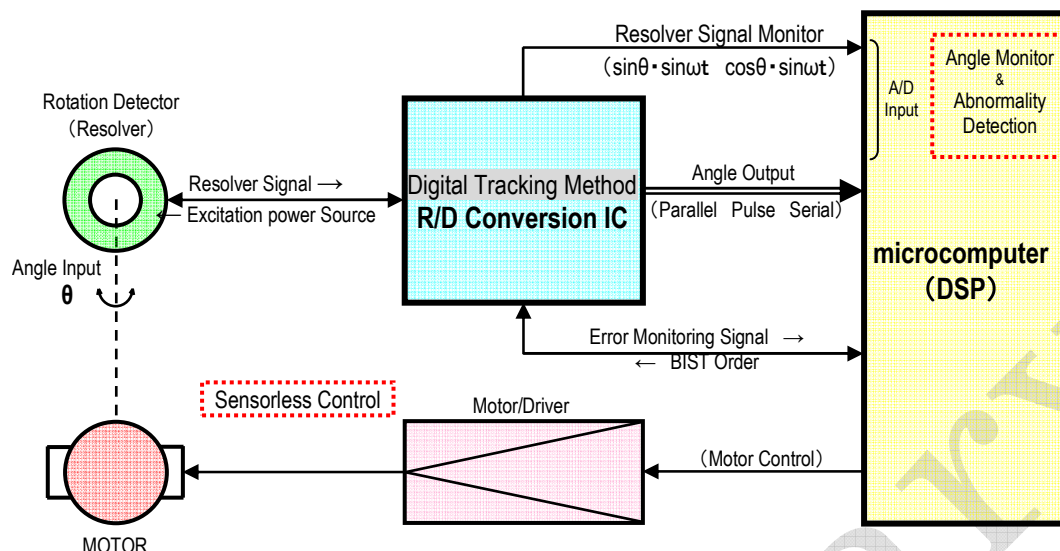 Resolver Signal Monitor
（sinθ・sinωt cosθ・sinωt）
A/D
Input
Angle Monitor
&
Abnormality
Detection
Rotation Detector
（Resolver）
Resolver Signal →
← Excitation power Source
Digital Tracking Method
R/D Conversion IC
Angle Output
（Parallel Pulse Serial）
microcomputer
（DSP）
Angle Input
θ
Error Monitoring Signal →
← BIST Order
Sensorless Control
Motor/Driver
（Motor Control）
MOTOR